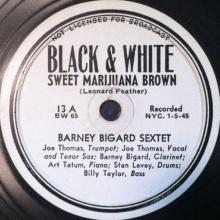 NOT LICENSED FOR BROADCAST
BLACK & WHITE
SWEET MARIJUANA BROWN
(Leonard Feather)
13 A
BW 65
Recorded
NYC. 1-5-45
BARNEY BIGARD SEXTET
Joe Thomas, Trumpet; Joe Thomas, Vocal
and Tenor Sax; Barney Bigard, Clarinet;
Art Tatum, Piano; Stan Levey, Drums;
Billy Taylor, Bass